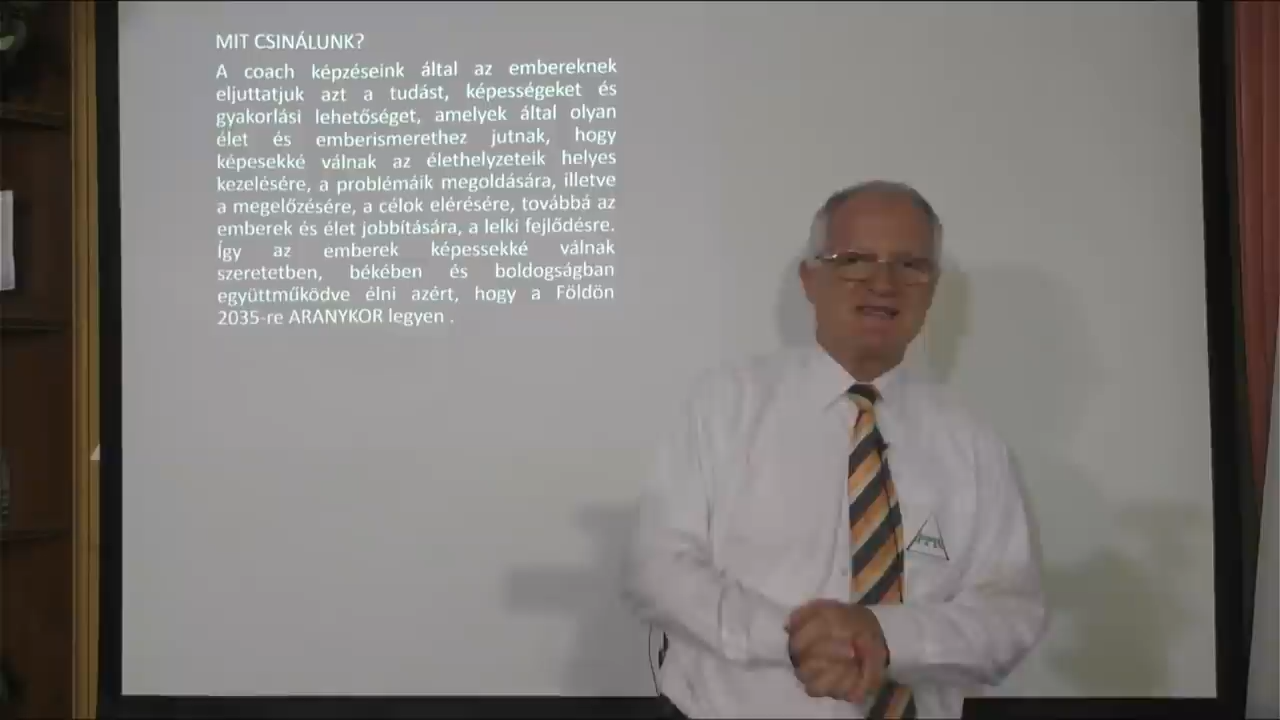 MIT CSINÁLUNK?
A coach képzéseink által az embereknek
eljuttatjuk azt a tudást, képességeket és
gyakorlási lehetőséget, amelyek által olyan
élet és emberismerethez jutnak, hogy
képesekké válnak az élethelyzeteik helyes
kezelésére, a problémáik megoldására, illetve
a megelőzésére, a célok elérésére, továbbá az
emberek és élet jobbítására, a lelki fejlődésre.
Így az emberek képessekké válnak
szeretetben, békében és boldogságban
együttműködve élni azért, hogy a Földön
2035-re ARANYKOR legyen .